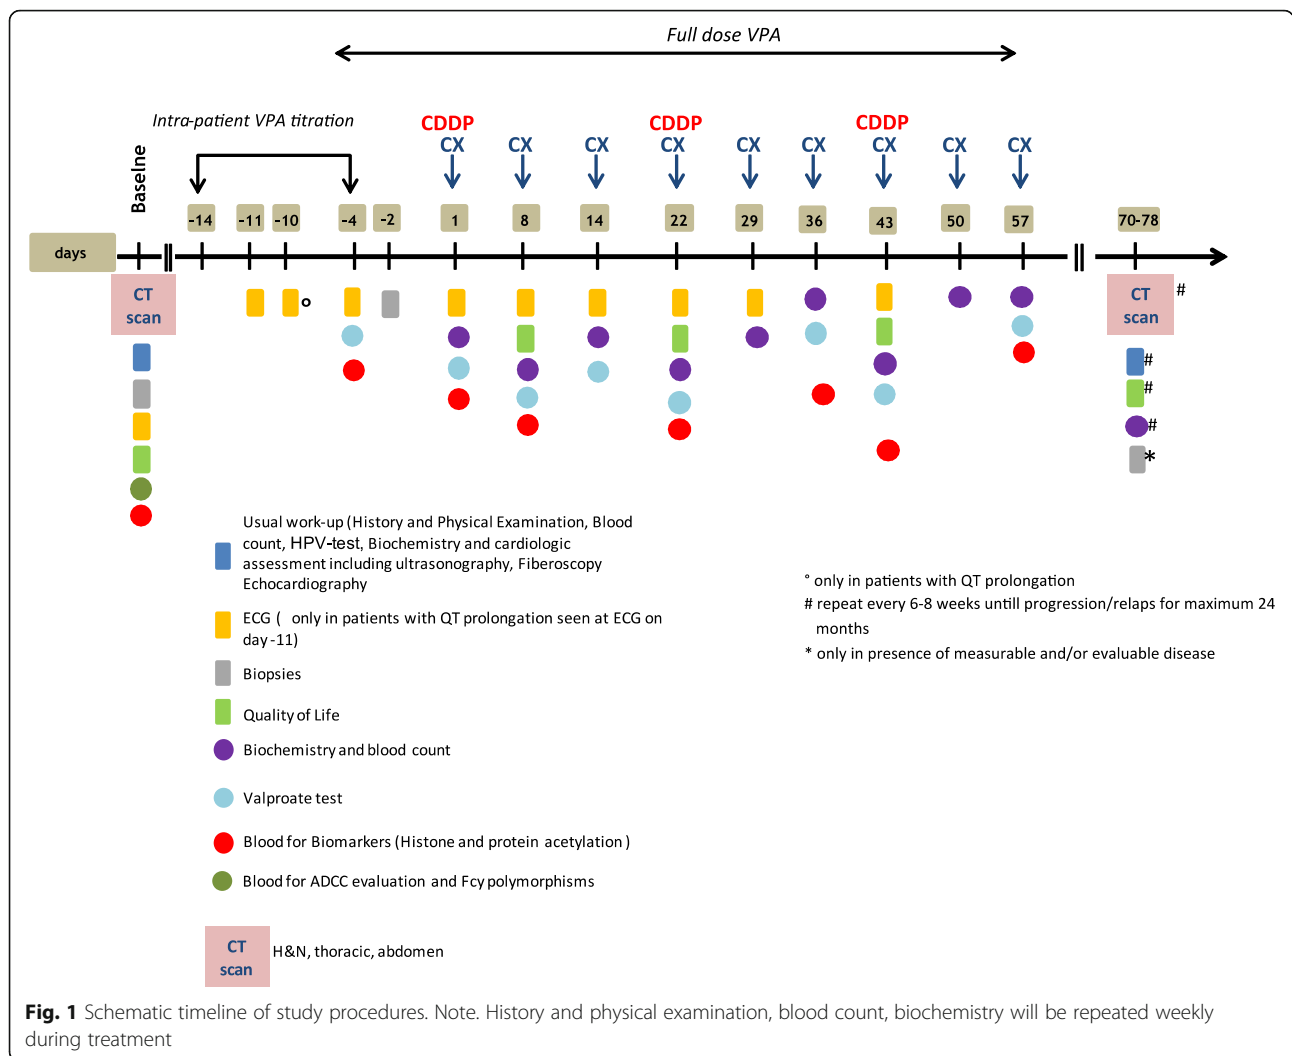 Full dose VPA
Intra-patient VPA titration
Baselne
CDDP CDDP CDDP
CX CX CX CX CX CX CX CX CX
days -14 -11 -10 -4 -2 1 8 14 22 29 36 43 50 57 70-78
CT
scan
°
CT
scan
#
#
#
#
*
Usual work-up (History and Physical Examination, Blood
count, HPV-test, Biochemistry and cardiologic
assessment including ultrasonography, Fiberoscopy
Echocardiography
ECG ( only in patients with QT prolongation seen at ECG on
day -11)
Biopsies
Quality of Life
Biochemistry and blood count
Valproate test
Blood for Biomarkers (Histone and protein acetylation )
Blood for ADCC evaluation and Fcy polymorphisms
CT
scan
H&N, thoracic, abdomen
° only in patients with QT prolongation
# repeat every 6-8 weeks untill progression/relaps for maximum 24
months
* only in presence of measurable and/or evaluable disease
Fig. 1 Schematic timeline of study procedures. Note. History and physical examination, blood count, biochemistry will be repeated weekly
during treatment